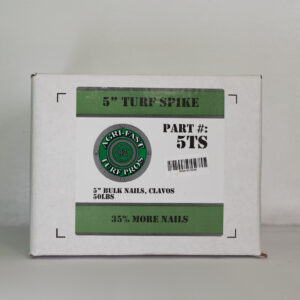 5" TURF SPIKE
PART #:
5TS
AGRI-FAST
TURF PROS
5" BULK NAILS, CLAVOS
50LBS
35% MORE NAILS